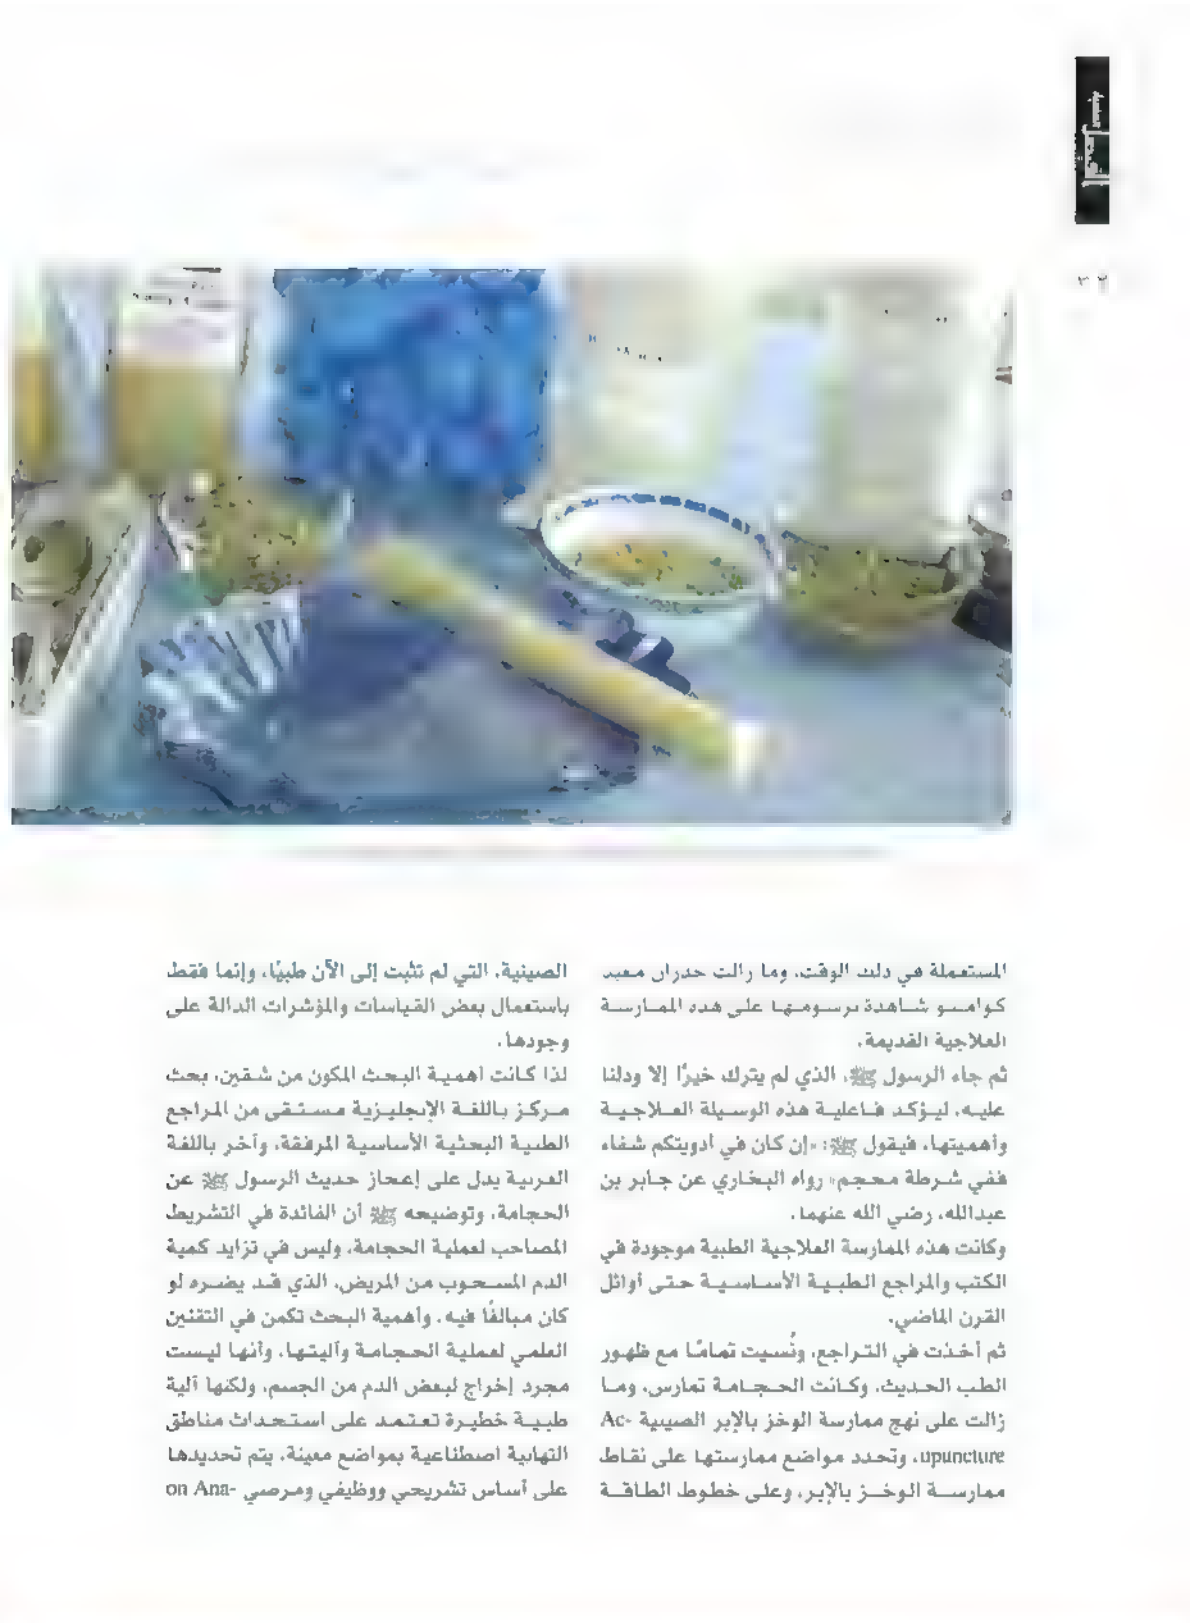 الفيصل العلمية
٣٢
المستعملة في ذلك الوقت، وما زالت جدران معبد
كوامبو شاهدة برسومها على هذه الممارسة
العلاجية القديمة.
ثم جاء الرسول ﷺ، الذي لم يترك خيرًا إلا ودلنا
عليه، ليؤكد فاعلية هذه الوسيلة العلاجية
وأهميتها، فيقول ﷺ: «إن كان في أدويتكم شفاء
ففي شرطة محجم» رواه البخاري عن جابر بن
عبدالله، رضي الله عنهما.
وكانت هذه الممارسة العلاجية الطبية موجودة في
الكتب والمراجع الطبية الأساسية حتى أوائل
القرن الماضي.
ثم أخذت في التراجع، ونُسيت تمامًا مع ظهور
الطب الحديث، وكانت الحجامة تمارس، وما
زالت على نهج ممارسة الوخز بالإبر الصينية Ac-
upuncture، وتحدد مواضع ممارستها على نقاط
ممارسة الوخز بالإبر، وعلى خطوط الطاقة
الصينية، التي لم تثبت إلى الآن طبيًا، وإنما فقط
باستعمال بعض القياسات والمؤشرات الدالة على
وجودها.
لذا كانت أهمية البحث المكون من شقين، بحث
مركز باللغة الإنجليزية مستقى من المراجع
الطبية البحثية الأساسية المرفقة، وآخر باللغة
العربية يدل على إعجاز حديث الرسول ﷺ عن
الحجامة، وتوضيحه ﷺ أن الفائدة في التشريط
المصاحب لعملية الحجامة، وليس في تزايد كمية
الدم المسحوب من المريض، الذي قد يضره لو
كان مبالغًا فيه. وأهمية البحث تكمن في التقنين
العلمي لعملية الحجامة وآليتها، وأنها ليست
مجرد إخراج لبعض الدم من الجسم، ولكنها آلية
طبية خطيرة تعتمد على استحداث مناطق
التهابية اصطناعية بمواضع معينة، يتم تحديدها
على أساس تشريحي ووظيفي ومرضي on Ana-